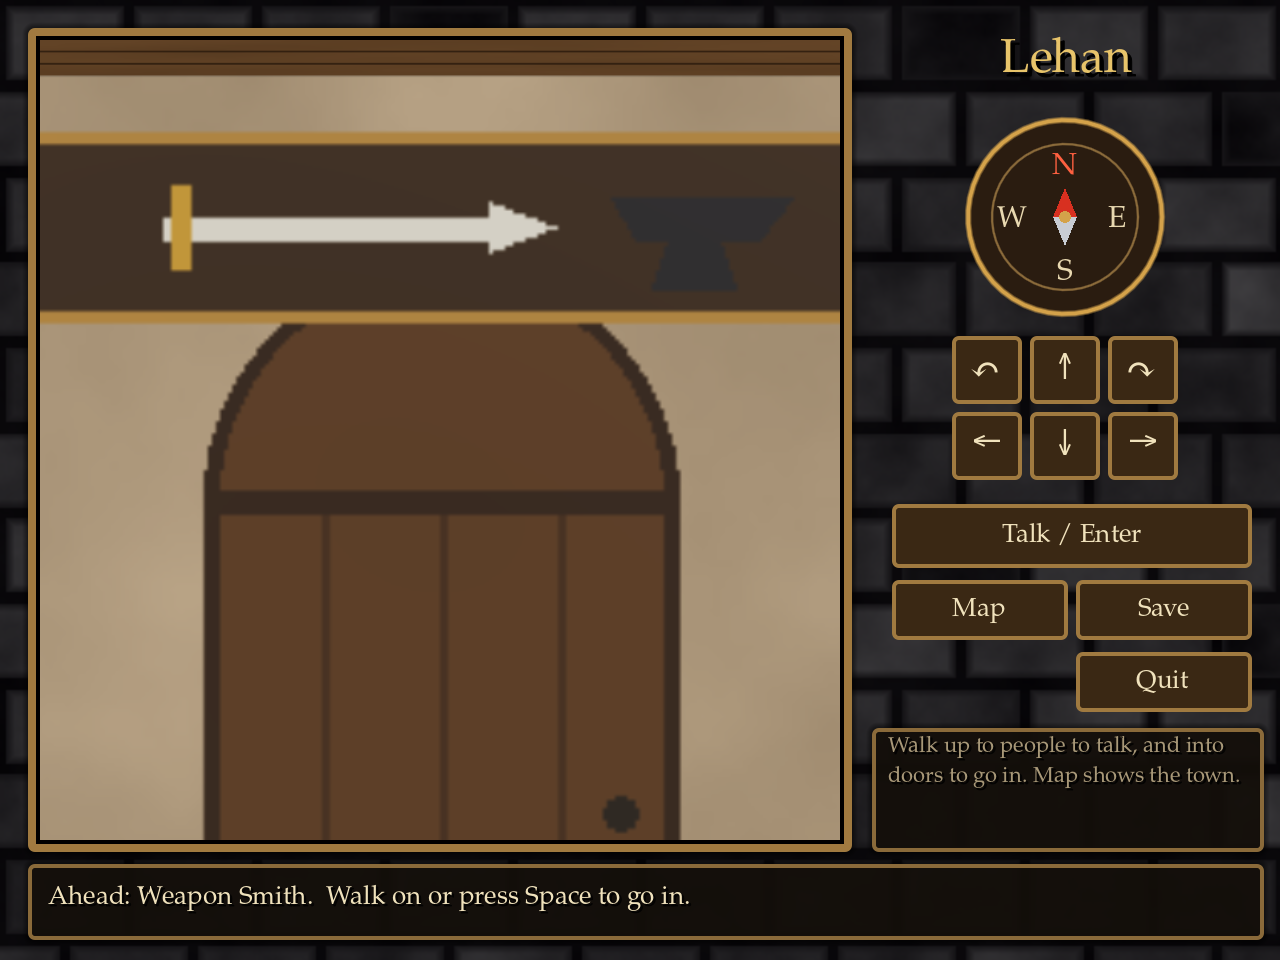 Lehan
N
W E
S
Talk / Enter
Map Save
Quit
Walk up to people to talk, and into
doors to go in. Map shows the town.
Ahead: Weapon Smith. Walk on or press Space to go in.